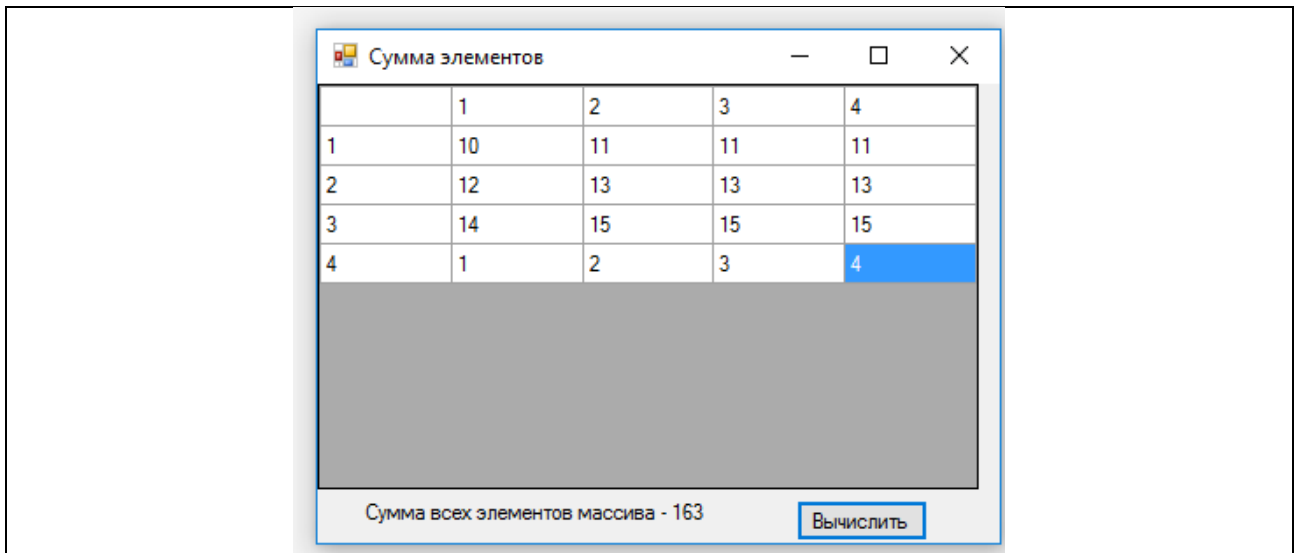 Сумма элементов
1 2 3 4
1 10 11 11 11
2 12 13 13 13
3 14 15 15 15
4 1 2 3 4
Сумма всех элементов массива - 163
Вычислить